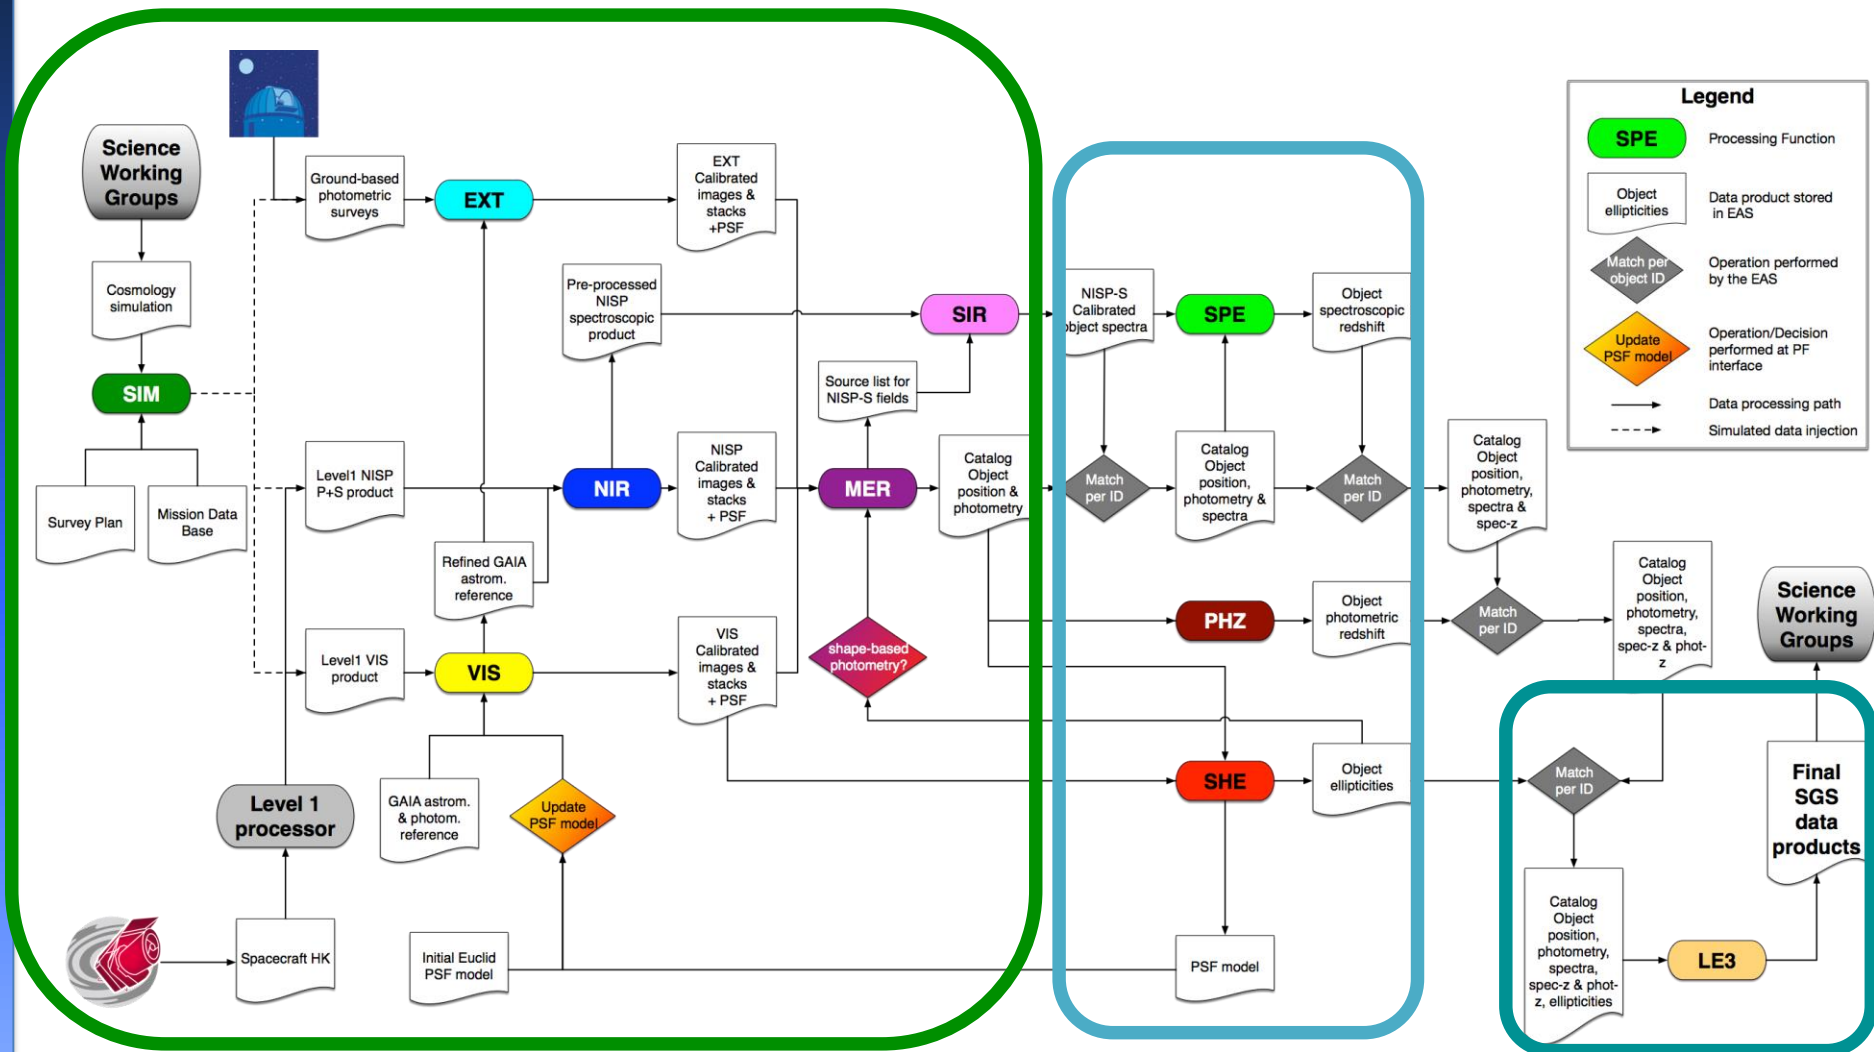 Science
Working
Groups
Cosmology
simulation
SIM
Survey Plan
Mission Data
Base
Ground-based
photometric
surveys
EXT
EXT
Calibrated
images &
stacks
+PSF
Pre-processed
NISP
spectroscopic
product
Level1 NISP
P+S product
NIR
NISP
Calibrated
images &
stacks
+ PSF
Refined GAIA
astrom.
reference
Level1 VIS
product
VIS
VIS
Calibrated
images &
stacks
+ PSF
GAIA astrom.
& photom.
reference
Update
PSF model
Level 1
processor
Spacecraft HK
Initial Euclid
PSF model
SIR
Source list for
NISP-S fields
MER
Catalog
Object
position &
photometry
shape-based
photometry?
NISP-S
Calibrated
object spectra
SPE
Object
spectroscopic
redshift
Match
per ID
Catalog
Object
position,
photometry &
spectra
Match
per ID
PHZ
Object
photometric
redshift
SHE
Object
ellipticities
PSF model
Catalog
Object
position,
photometry,
spectra &
spec-z
Match
per ID
Catalog
Object
position,
photometry,
spectra,
spec-z & phot-
z
Match
per ID
Catalog
Object
position,
photometry,
spectra,
spec-z & phot-
z, ellipticities
LE3
Final
SGS
data
products
Science
Working
Groups
Legend
SPE
Processing Function
Object
ellipticities
Data product stored
in EAS
Match per
object ID
Operation performed
by the EAS
Update
PSF model
Operation/Decision
performed at PF
interface
Data processing path
Simulated data injection